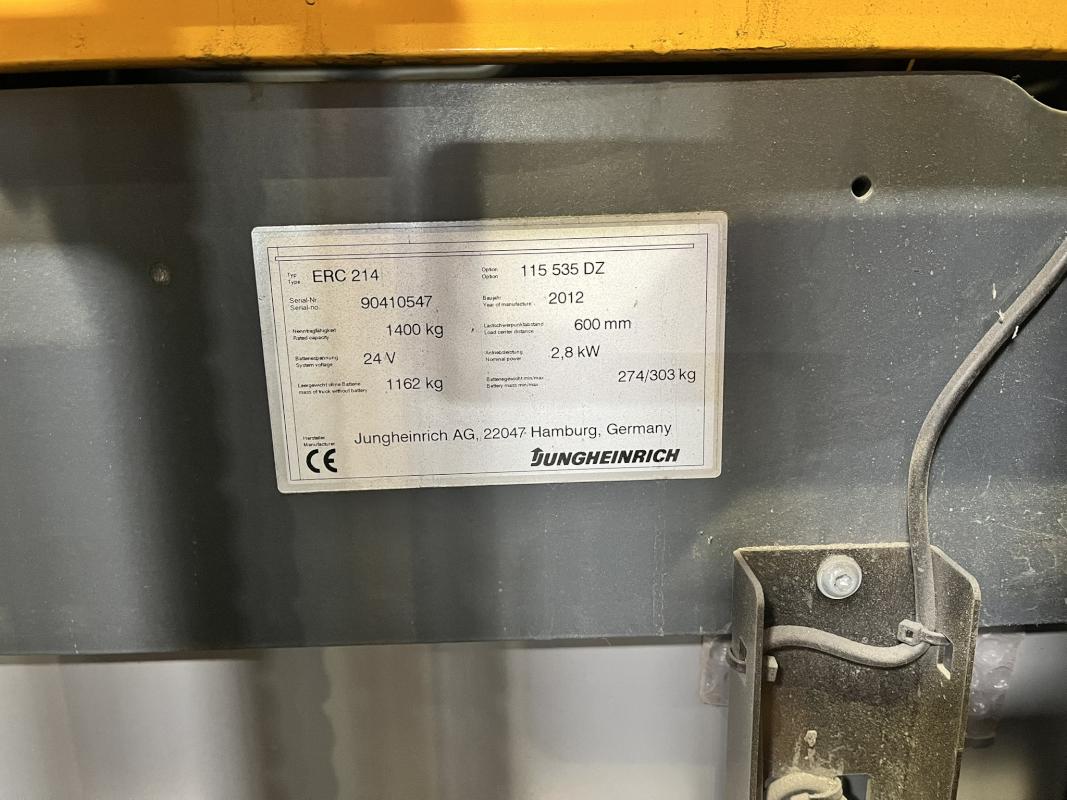 Typ
Type ERC 214 Option
Option 115 535 DZ
Serial-Nr.
Serial-no. 90410547 Baujahr
Year of manufacture 2012
Nenntragfähigkeit
Rated capacity 1400 kg Lastschwerpunktabstand
Load center distance 600 mm
Batteriespannung
System voltage 24 V Antriebsleistung
Nominal power 2,8 kW
Leergewicht ohne Batterie
mass of truck without battery 1162 kg Batteriegewicht min/max
Battery mass min/max 274/303 kg
Hersteller
Manufacturer Jungheinrich AG, 22047 Hamburg, Germany
CE JUNGHEINRICH